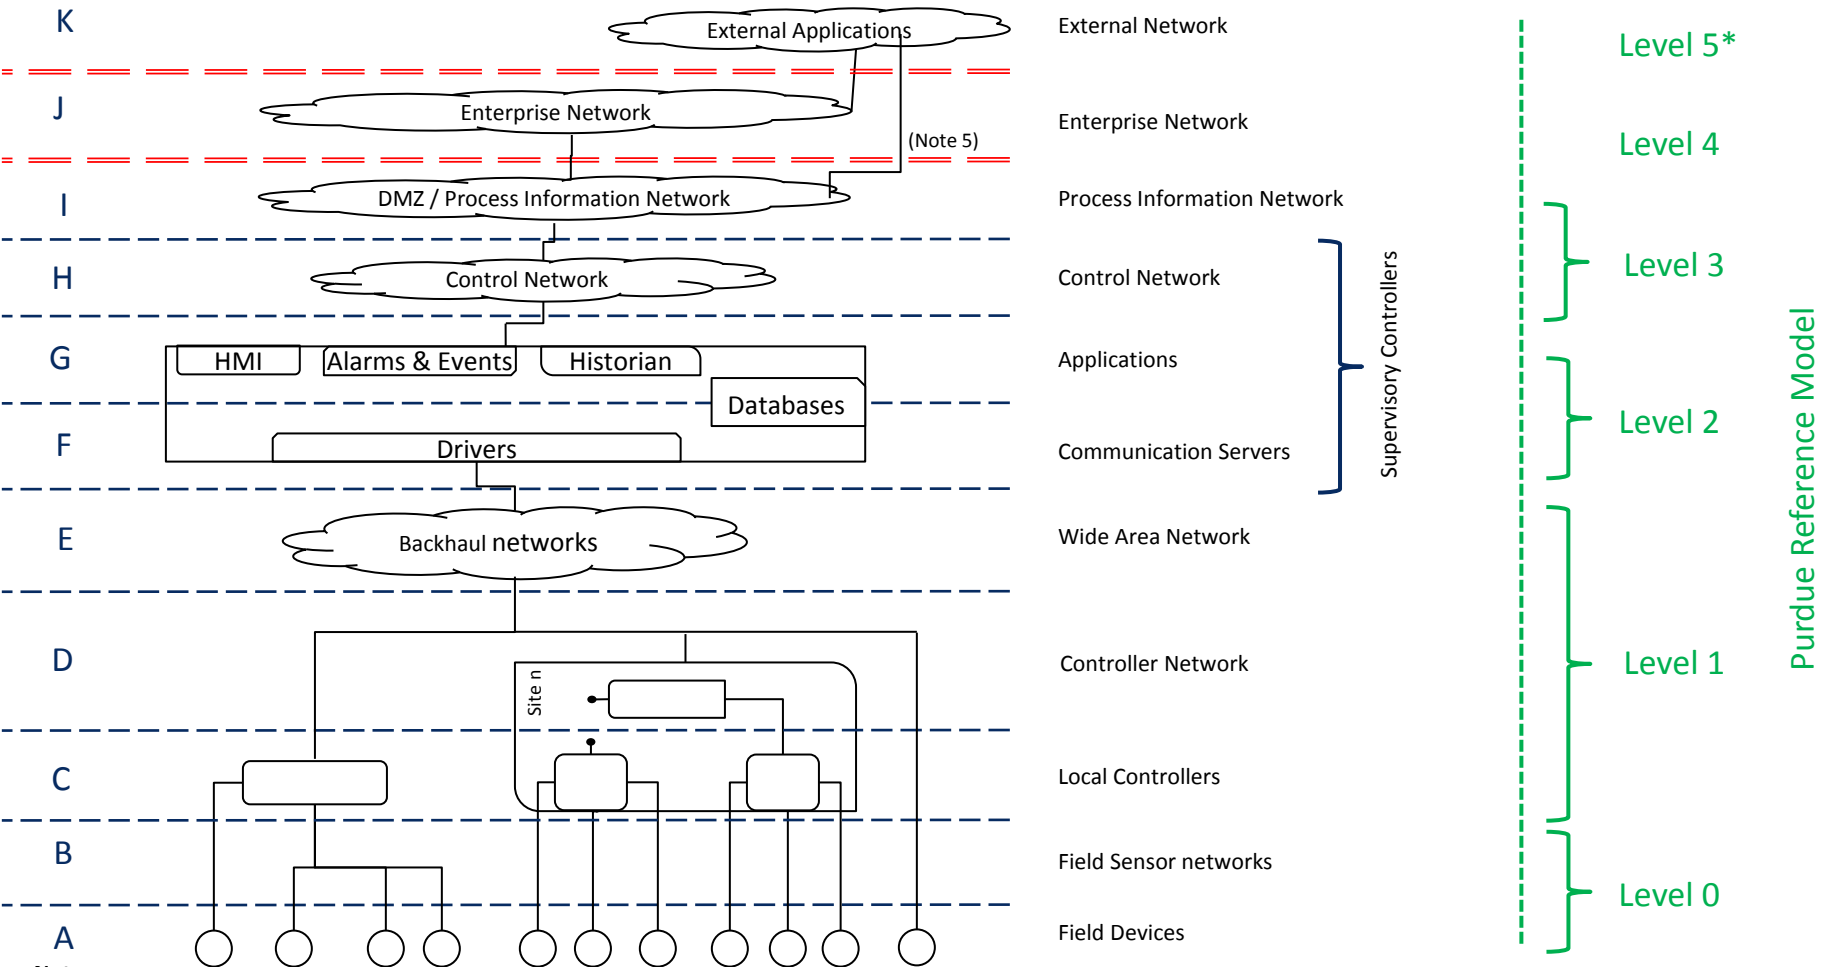 K
External Applications
External Network
Level 5*
J
Enterprise Network
Enterprise Network
(Note 5)
Level 4
I
DMZ / Process Information Network
Process Information Network
H
Control Network
Control Network
Level 3
Supervisory Controllers
G
HMI
Alarms & Events
Historian
Applications
Databases
Level 2
F
Drivers
Communication Servers
Purdue Reference Model
E
Backhaul networks
Wide Area Network
D
Site n
Controller Network
Level 1
C
Local Controllers
B
Field Sensor networks
Level 0
A
Field Devices